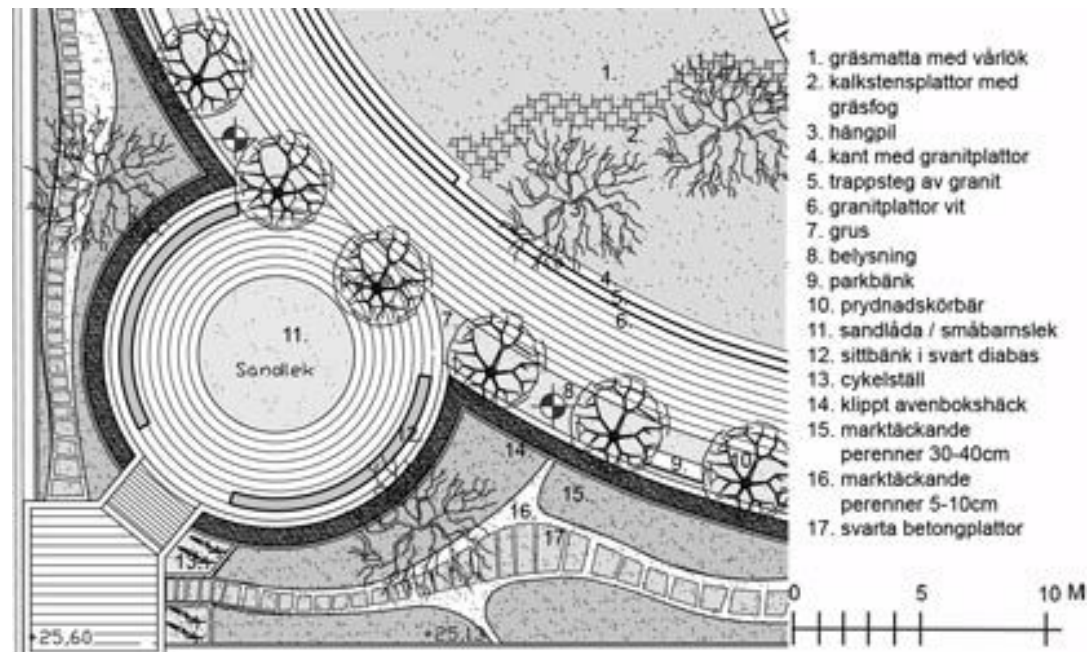 1. gräsmatta med vårlök
2. kalkstensplattor med
gräsfog
3. hängpil
4. kant med granitplattor
5. trappsteg av granit
6. granitplattor vit
7. grus
8. belysning
9. parkbänk
10. prydnadskörbär
11. sandlåda / småbarnslek
12. sittbänk i svart diabas
13. cykelställ
14. klippt avenbokshäck
15. marktäckande
perenner 30-40cm
16. marktäckande
perenner 5-10cm
17. svarta betongplattor
0 5 10 M
1.
2.
3.
4.
5.
6.
7.
11.
Sandlek
8
12.
9.
10.
14.
15.
16.
17.
13.
25,60